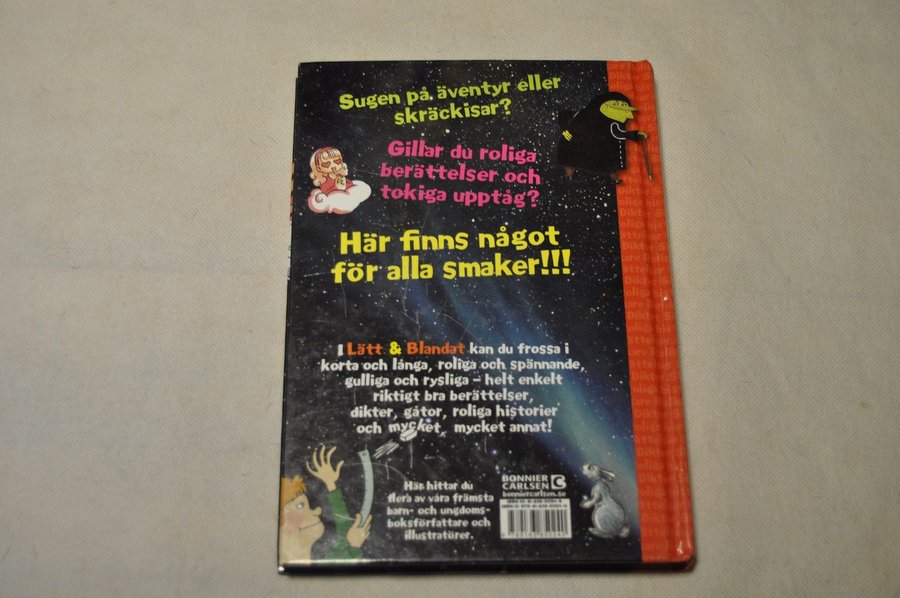 Sugen på äventyr eller
skräckisar?
Gillar du roliga
berättelser och
tokiga upptåg?
Här finns något
för alla smaker!!!
I Lätt & Blandat kan du frossa i
korta och långa, roliga och spännande,
gulliga och rysliga – helt enkelt
riktigt bra berättelser,
dikter, gåtor, roliga historier
och mycket, mycket annat!
Här hittar du
flera av våra främsta
barn- och ungdoms-
boksförfattare och
illustratörer.
BONNIER
CARLSEN C
bonniercarlsen.se